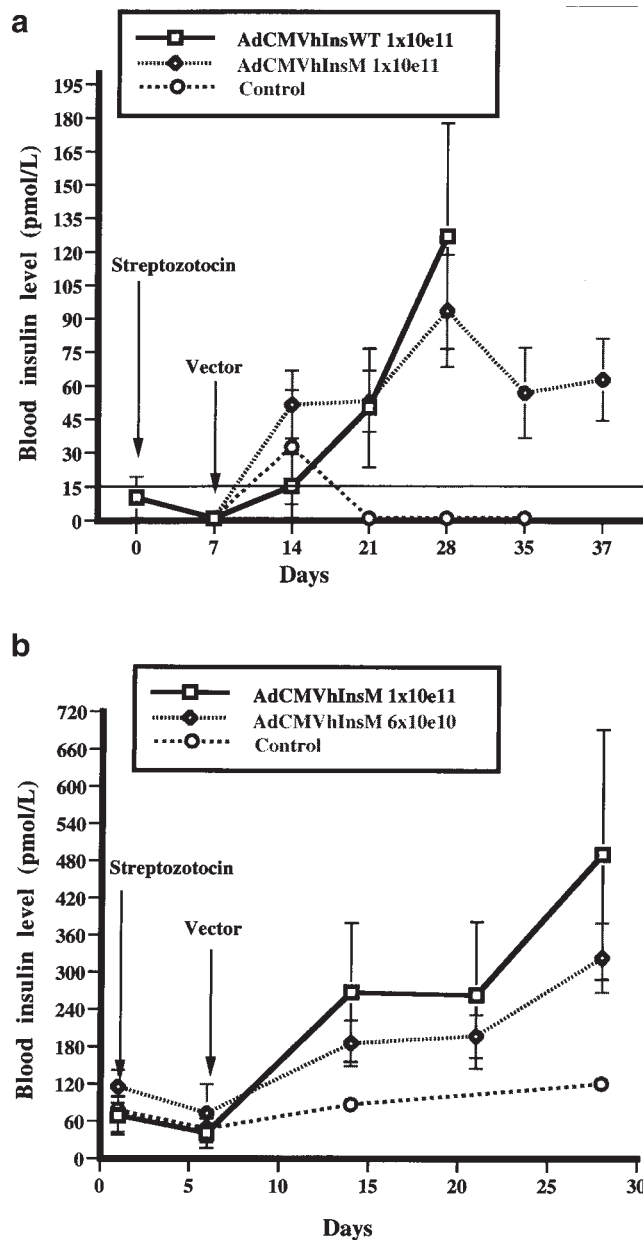 a
AdCMVhInsWT 1x10e11
AdCMVhInsM 1x10e11
Control
195
180
165
150
135
120
105
90
75
60
45
30
15
0
Blood insulin level (pmol/L)
Streptozotocin
Vector
0 7 14 21 28 35 37
Days
b
AdCMVhInsM 1x10e11
AdCMVhInsM 6x10e10
Control
720
660
600
540
480
420
360
300
240
180
120
60
0
Blood insulin level (pmol/L)
Streptozotocin
Vector
0 5 10 15 20 25 30
Days